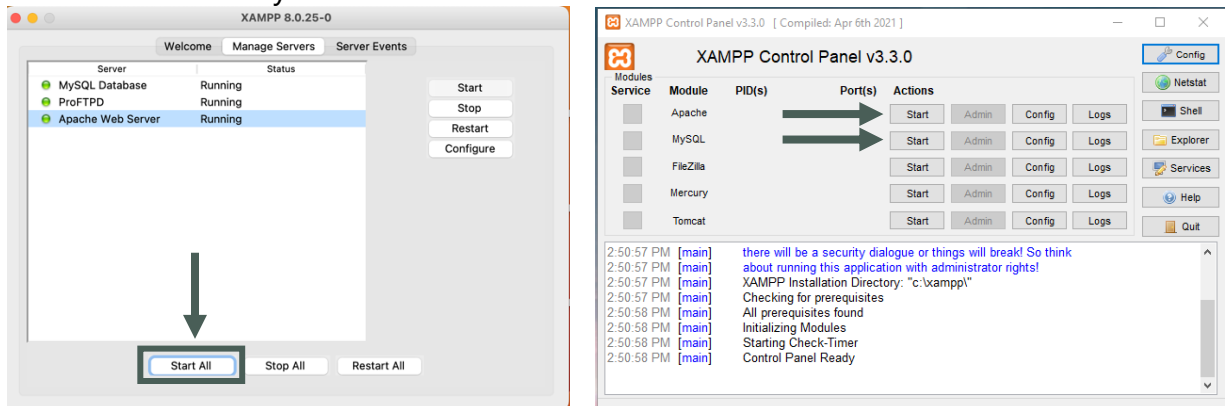 XAMPP 8.0.25-0
Welcome Manage Servers Server Events
Server Status
MySQL Database Running
ProFTPD Running
Apache Web Server Running
Start
Stop
Restart
Configure
Start All Stop All Restart All
XAMPP Control Panel v3.3.0 [ Compiled: Apr 6th 2021 ]
XAMPP Control Panel v3.3.0
Modules
Service Module PID(s) Port(s) Actions
Apache Start Admin Config Logs
MySQL Start Admin Config Logs
FileZilla Start Admin Config Logs
Mercury Start Admin Config Logs
Tomcat Start Admin Config Logs
Config
Netstat
Shell
Explorer
Services
Help
Quit
2:50:57 PM [main] there will be a security dialogue or things will break! So think
2:50:57 PM [main] about running this application with administrator rights!
2:50:57 PM [main] XAMPP Installation Directory: "c:\xampp\"
2:50:57 PM [main] Checking for prerequisites
2:50:58 PM [main] All prerequisites found
2:50:58 PM [main] Initializing Modules
2:50:58 PM [main] Starting Check-Timer
2:50:58 PM [main] Control Panel Ready